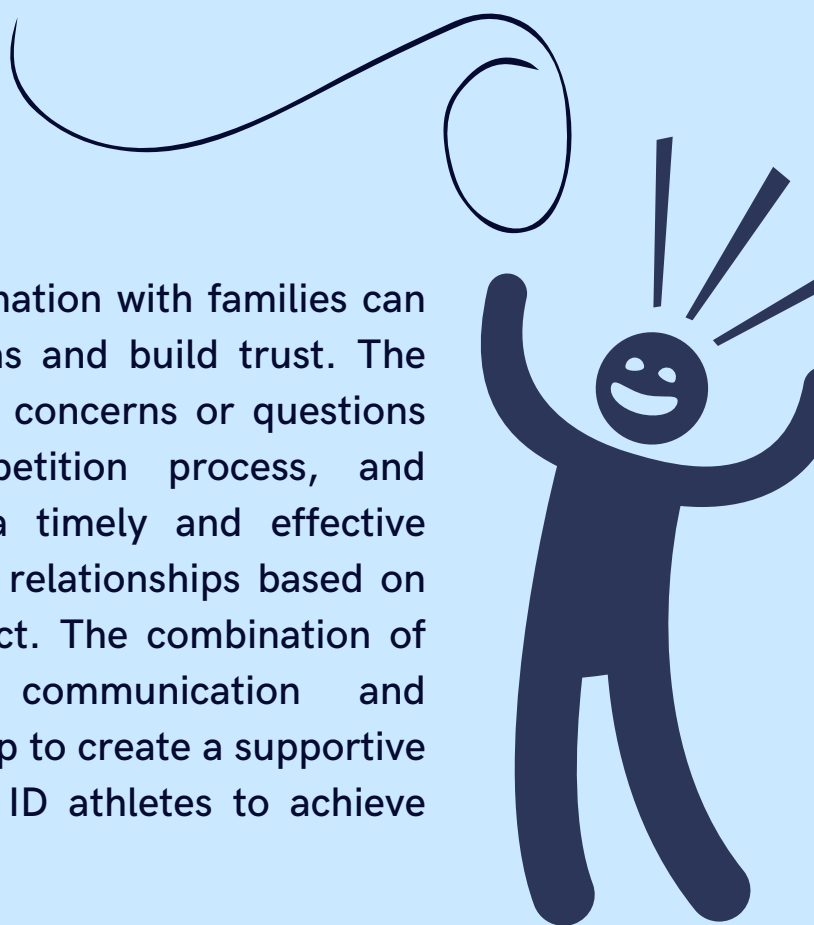 nation with families can
ns and build trust. The
concerns or questions
petition process, and
a timely and effective
relationships based on
ct. The combination of
communication and
p to create a supportive
ID athletes to achieve